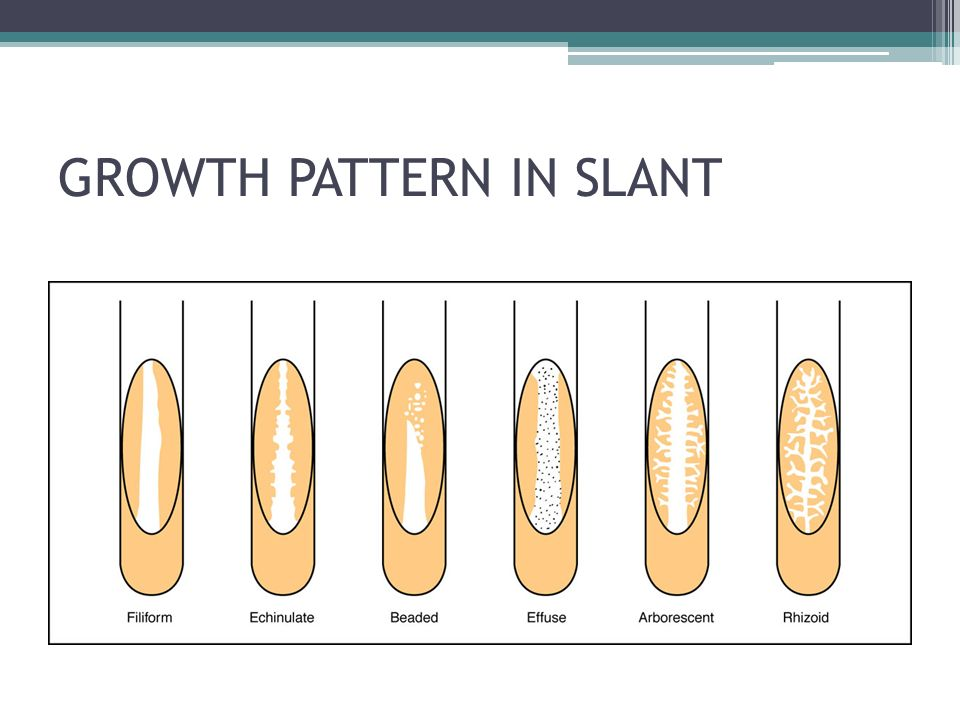 GROWTH PATTERN IN SLANT
Filiform Echinulate Beaded Effuse Arborescent Rhizoid